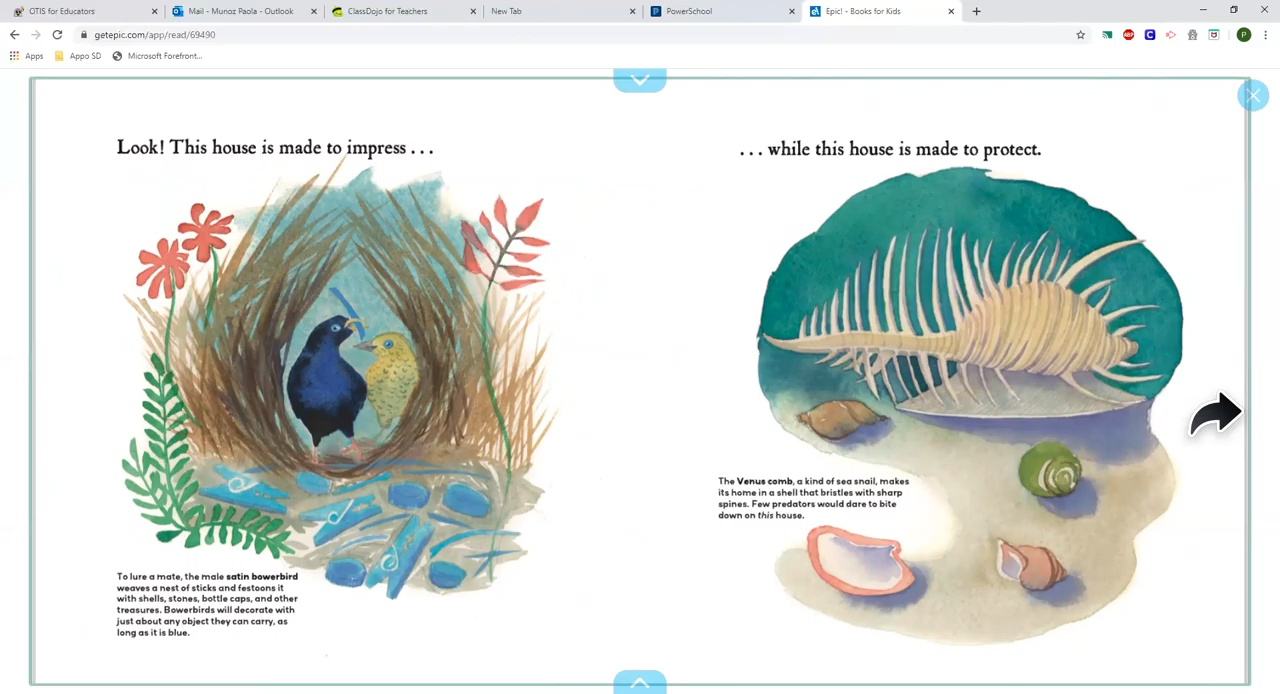 OTIS for Educators
Mail - Munoz Paola - Outlook
ClassDojo for Teachers
New Tab
PowerSchool
Epic! - Books for Kids
getepic.com/app/read/69490
Apps
Appo SD
Microsoft Forefront...
Look! This house is made to impress . . .
To lure a mate, the male satin bowerbird
weaves a nest of sticks and festoons it
with shells, stones, bottle caps, and other
treasures. Bowerbirds will decorate with
just about any object they can carry, as
long as it is blue.
. . . while this house is made to protect.
The Venus comb, a kind of sea snail, makes
its home in a shell that bristles with sharp
spines. Few predators would dare to bite
down on this house.